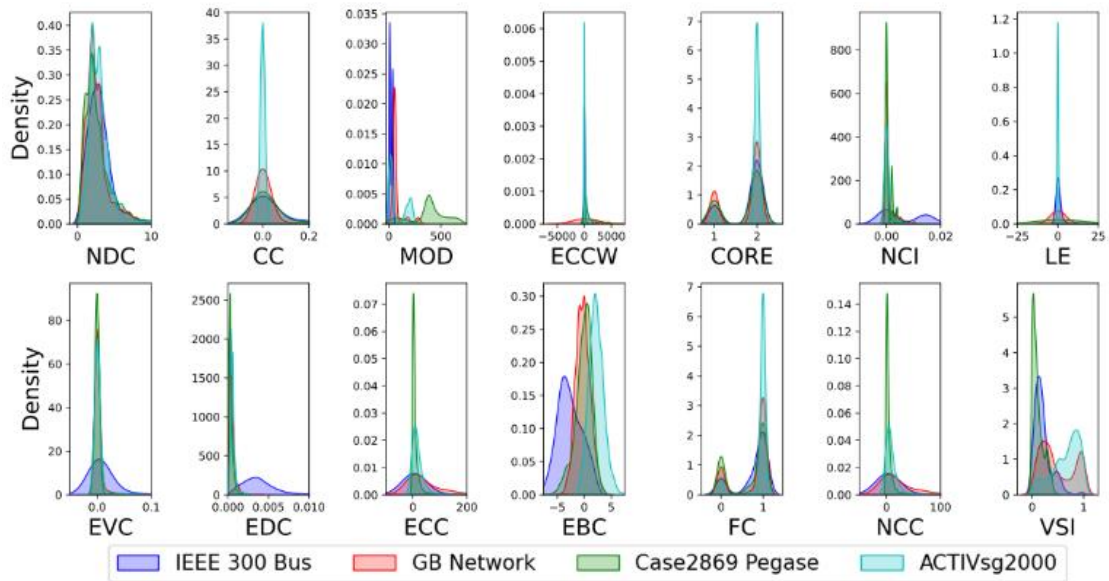 Density
0.40 0.35 0.30 0.25 0.20 0.15 0.10 0.05 0.00
0 10
NDC
40 35 30 25 20 15 10 5 0
0.0 0.2
CC
0.035 0.030 0.025 0.020 0.015 0.010 0.005 0.000
0 500
MOD
0.006 0.005 0.004 0.003 0.002 0.001 0.000
−5000 0 5000
ECCW
7 6 5 4 3 2 1 0
1 2
CORE
800 600 400 200 0
0.00 0.02
NCI
1.2 1.0 0.8 0.6 0.4 0.2 0.0
−25 0 25
LE
Density
80 60 40 20 0
0.0 0.1
EVC
2500 2000 1500 1000 500 0
0.000 0.005 0.010
EDC
0.07 0.06 0.05 0.04 0.03 0.02 0.01 0.00
0 200
ECC
0.30 0.25 0.20 0.15 0.10 0.05 0.00
−5 0 5
EBC
7 6 5 4 3 2 1 0
0 1
FC
0.14 0.12 0.10 0.08 0.06 0.04 0.02 0.00
0 100
NCC
5 4 3 2 1 0
0 1
VSI
IEEE 300 Bus GB Network Case2869 Pegase ACTIVsg2000